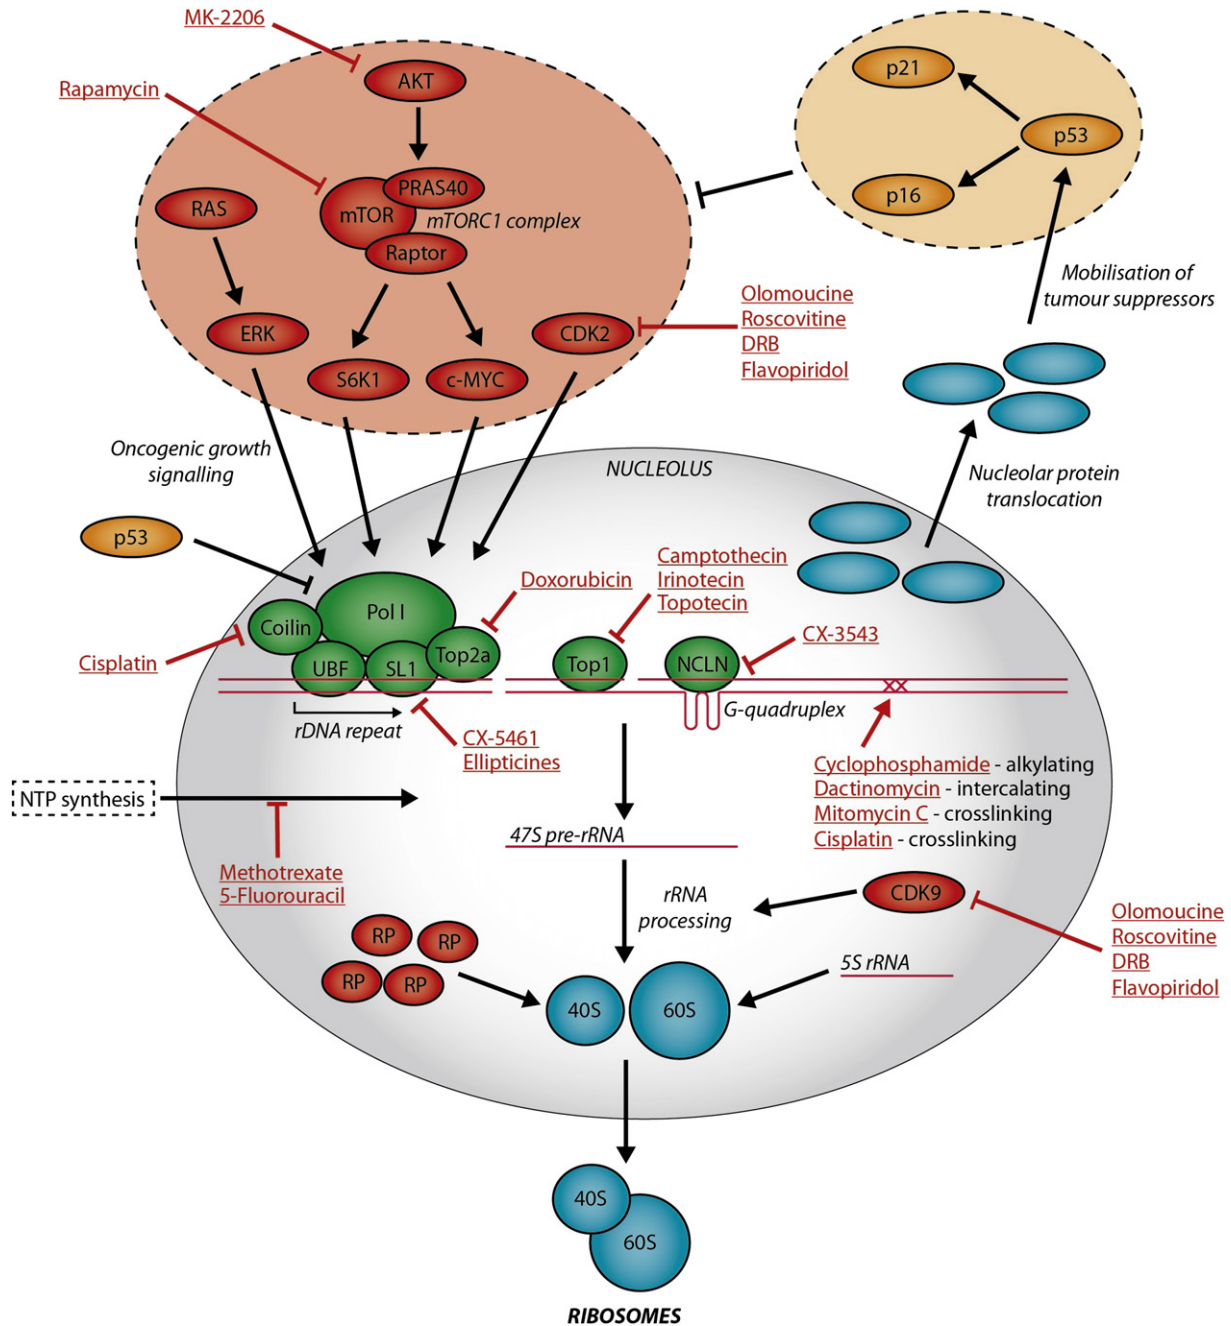 MK-2206
Rapamycin
AKT
PRAS40
mTOR
mTORC1 complex
Raptor
RAS
ERK
S6K1
c-MYC
CDK2
Olomoucine
Roscovitine
DRB
Flavopiridol
p21
p53
p16
Mobilisation of
tumour suppressors
Nucleolar protein
translocation
Oncogenic growth
signalling
NUCLEOLUS
p53
Coilin
Pol I
UBF
SL1
Top2a
Cisplatin
Doxorubicin
Camptothecin
Irinotecin
Topotecin
Top1
NCLN
CX-3543
rDNA repeat
CX-5461
Ellipticines
G-quadruplex
Cyclophosphamide - alkylating
Dactinomycin - intercalating
Mitomycin C - crosslinking
Cisplatin - crosslinking
NTP synthesis
Methotrexate
5-Fluorouracil
47S pre-rRNA
rRNA
processing
CDK9
Olomoucine
Roscovitine
DRB
Flavopiridol
RP
RP
RP
RP
5S rRNA
40S
60S
40S
60S
RIBOSOMES